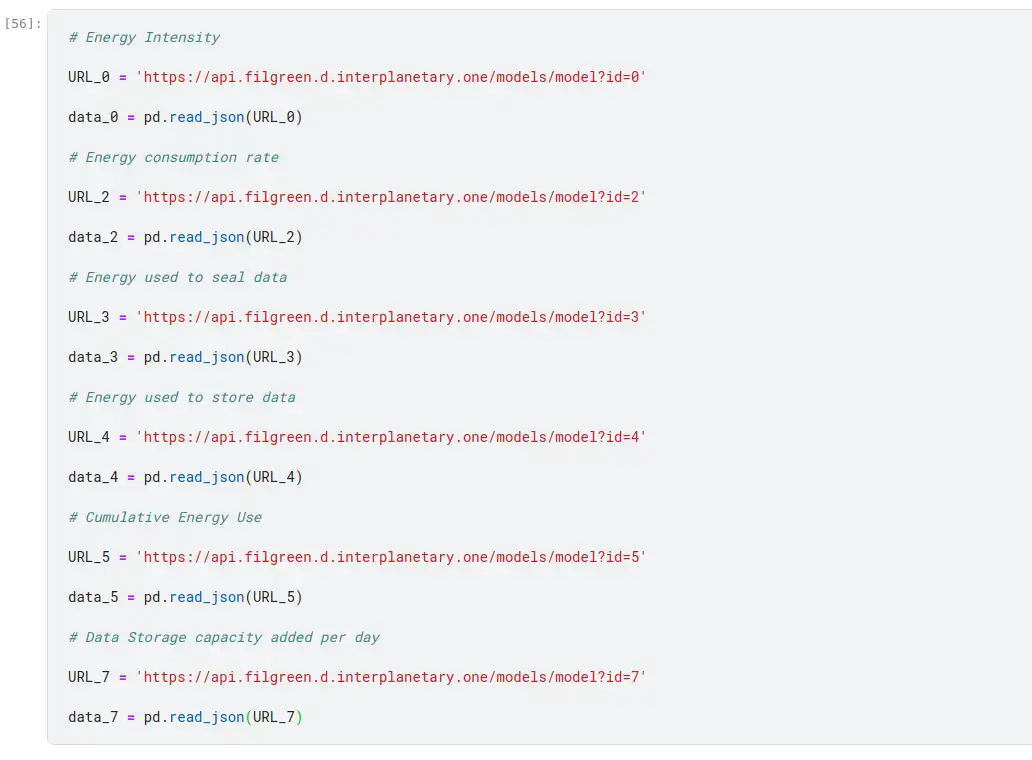 [56]:
# Energy Intensity
URL_0 = 'https://api.filgreen.d.interplanetary.one/models/model?id=0'
data_0 = pd.read_json(URL_0)
# Energy consumption rate
URL_2 = 'https://api.filgreen.d.interplanetary.one/models/model?id=2'
data_2 = pd.read_json(URL_2)
# Energy used to seal data
URL_3 = 'https://api.filgreen.d.interplanetary.one/models/model?id=3'
data_3 = pd.read_json(URL_3)
# Energy used to store data
URL_4 = 'https://api.filgreen.d.interplanetary.one/models/model?id=4'
data_4 = pd.read_json(URL_4)
# Cumulative Energy Use
URL_5 = 'https://api.filgreen.d.interplanetary.one/models/model?id=5'
data_5 = pd.read_json(URL_5)
# Data Storage capacity added per day
URL_7 = 'https://api.filgreen.d.interplanetary.one/models/model?id=7'
data_7 = pd.read_json(URL_7)